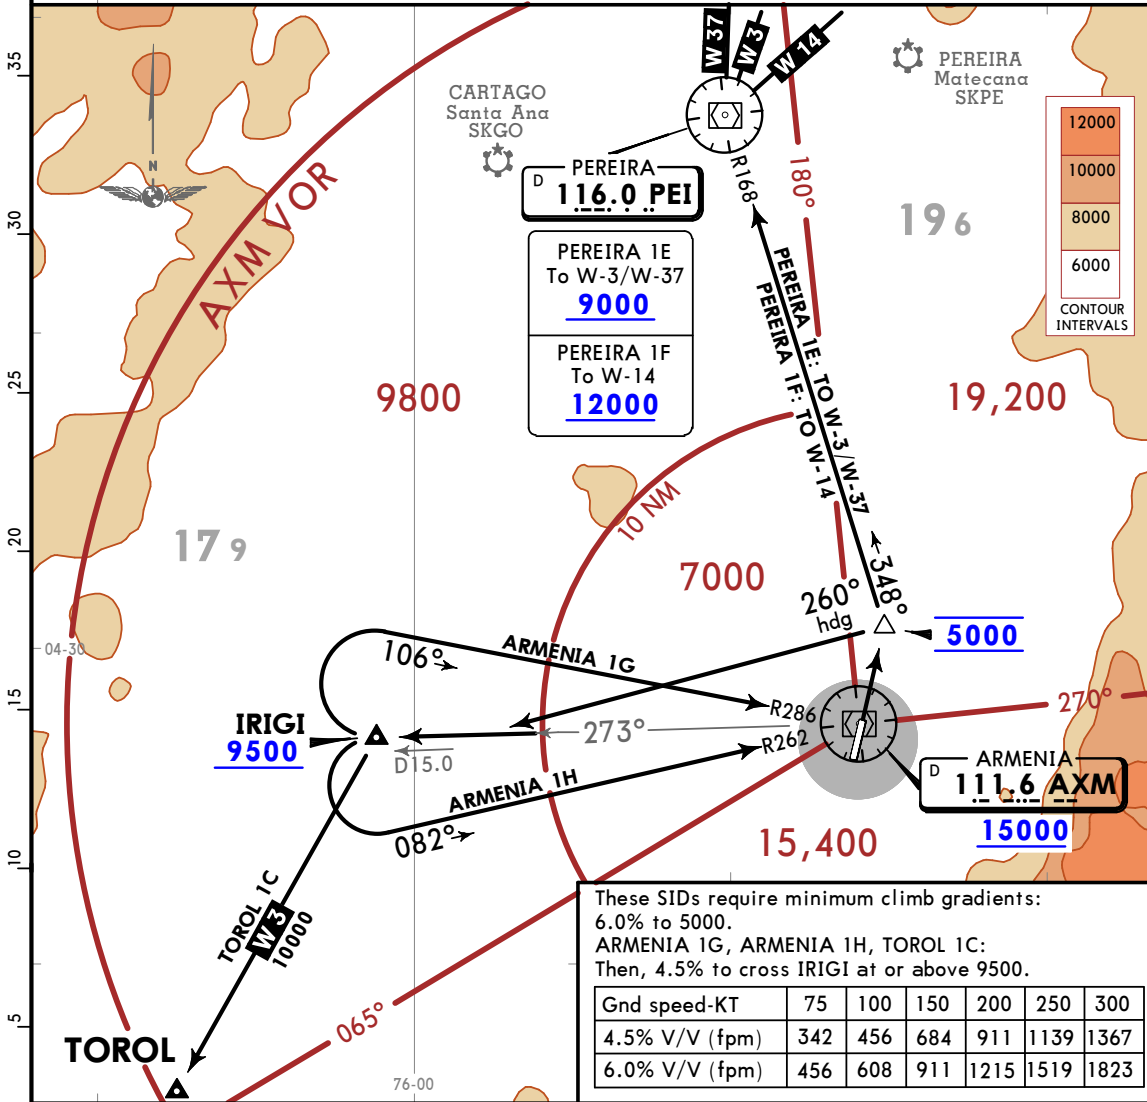 W 37
W 3
W 14
35
30
25
20
15
10
5
N
CARTAGO
Santa Ana
SKGO
PEREIRA
Matecana
SKPE
12000
10000
8000
6000
CONTOUR
INTERVALS
AXM VOR
PEREIRA
D 116.0 PEI
R168
180°
19 6
PEREIRA 1E
To W-3/W-37
9000
PEREIRA 1F
To W-14
12000
PEREIRA 1E: TO W-3/W-37
PEREIRA 1F: TO W-14
9800
19,200
10 NM
17 9
7000
348°
260°
hdg
5000
04-30
106°
ARMENIA 1G
R286
270°
IRIGI
9500
273°
R262
D15.0
ARMENIA 1H
082°
ARMENIA
D 111.6 AXM
15000
15,400
TOROL 1C
W 3
10000
065°
TOROL
76-00
These SIDs require minimum climb gradients:
6.0% to 5000.
ARMENIA 1G, ARMENIA 1H, TOROL 1C:
Then, 4.5% to cross IRIGI at or above 9500.
Gnd speed-KT 75 100 150 200 250 300
4.5% V/V (fpm) 342 456 684 911 1139 1367
6.0% V/V (fpm) 456 608 911 1215 1519 1823